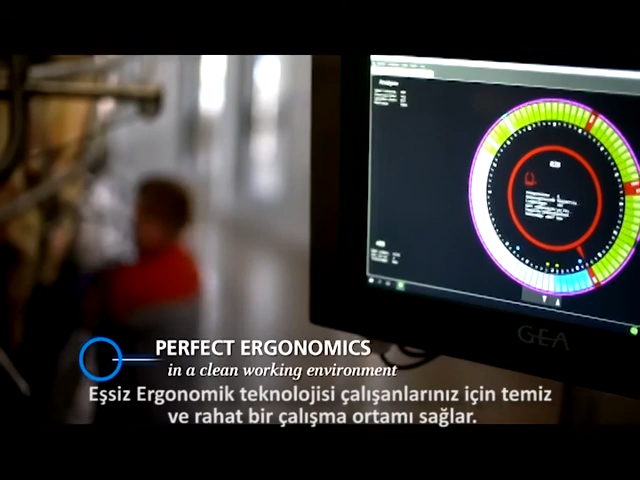 GEA
PERFECT ERGONOMICS
in a clean working environment
Eşsiz Ergonomik teknolojisi çalışanlarınız için temiz
ve rahat bir çalışma ortamı sağlar.